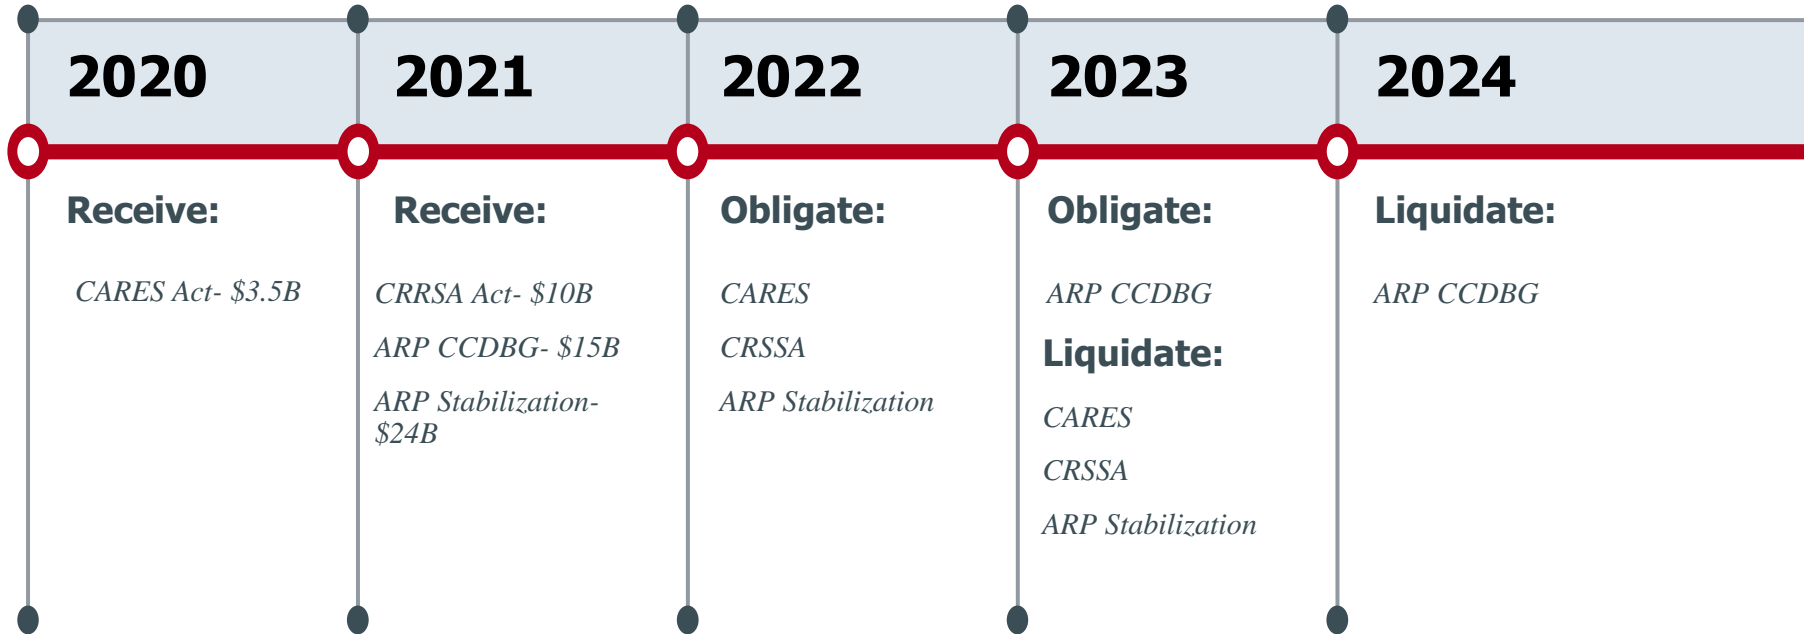 2020
2021
2022
2023
2024
Receive:
CARES Act- $3.5B
Receive:
CRRSA Act- $10B
ARP CCDBG- $15B
ARP Stabilization-
$24B
Obligate:
CARES
CRSSA
ARP Stabilization
Obligate:
ARP CCDBG
Liquidate:
CARES
CRSSA
ARP Stabilization
Liquidate:
ARP CCDBG